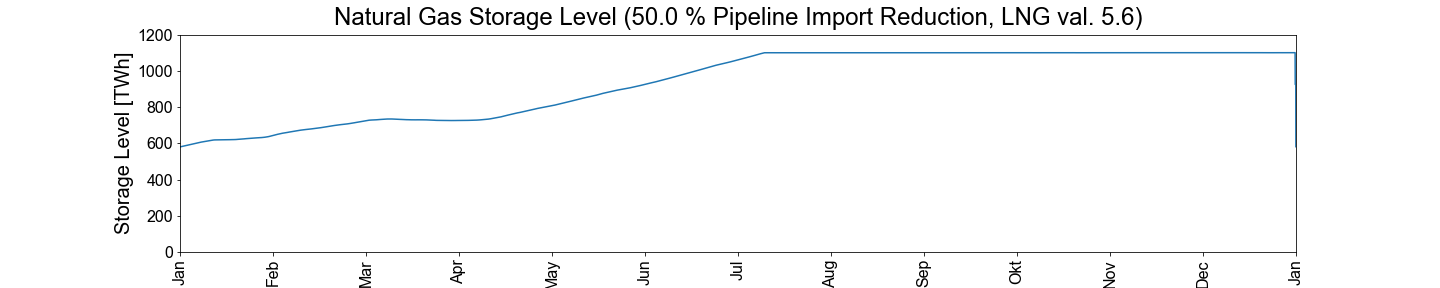 Natural Gas Storage Level (50.0 % Pipeline Import Reduction, LNG val. 5.6)
Storage Level [TWh]
1200
1000
800
600
400
200
0
Jan
Feb
Mar
Apr
May
Jun
Jul
Aug
Sep
Okt
Nov
Dec
Jan